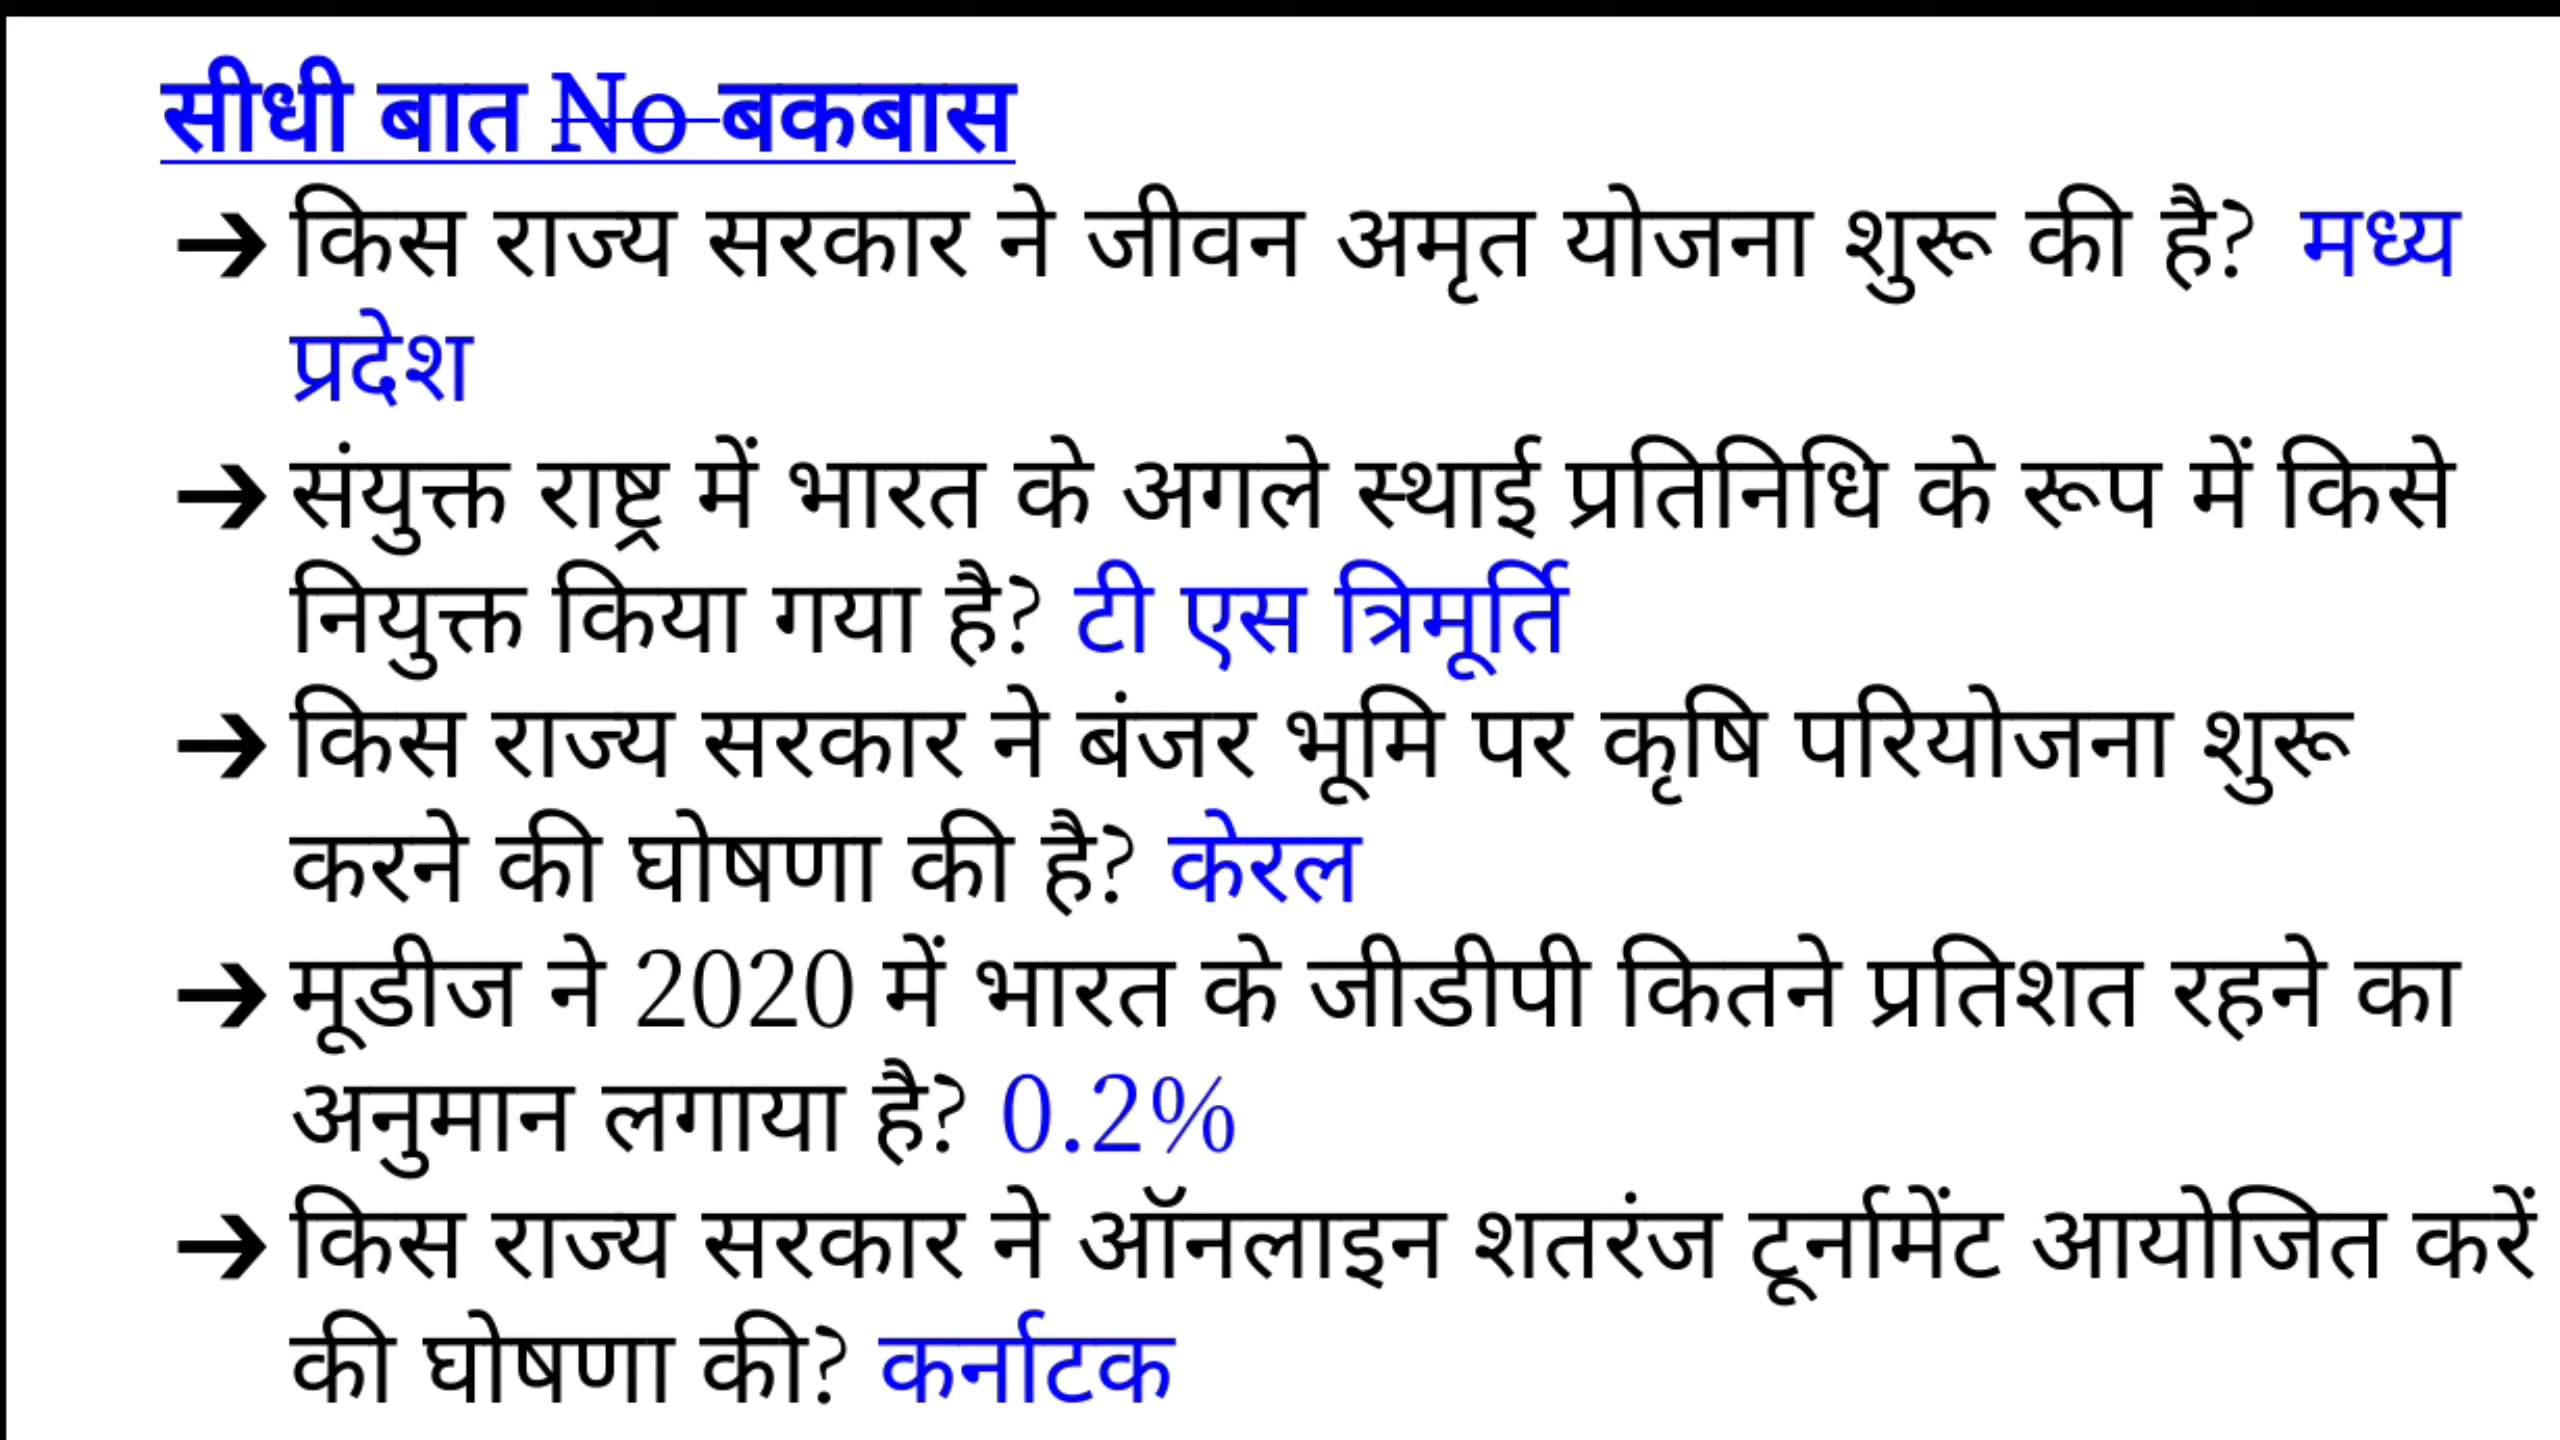 सीधी बात No बकबास
➔ किस राज्य सरकार ने जीवन अमृत योजना शुरू की है? मध्य
प्रदेश
➔ संयुक्त राष्ट्र में भारत के अगले स्थाई प्रतिनिधि के रूप में किसे
नियुक्त किया गया है? टी एस त्रिमूर्ति
➔ किस राज्य सरकार ने बंजर भूमि पर कृषि परियोजना शुरू
करने की घोषणा की है? केरल
➔ मूडीज ने 2020 में भारत के जीडीपी कितने प्रतिशत रहने का
अनुमान लगाया है? 0.2%
➔ किस राज्य सरकार ने ऑनलाइन शतरंज टूर्नामेंट आयोजित करें
की घोषणा की? कर्नाटक